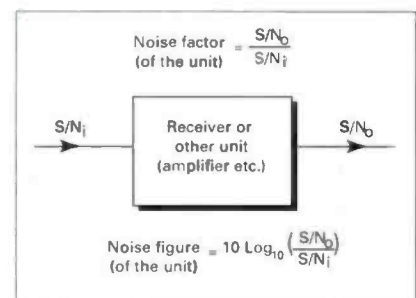 Noise factor = S/No
(of the unit) S/Ni
S/Ni
Receiver or
other unit
(amplifier etc.)
S/No
Noise figure = 10 Log10 (S/No)
(of the unit) S/Ni